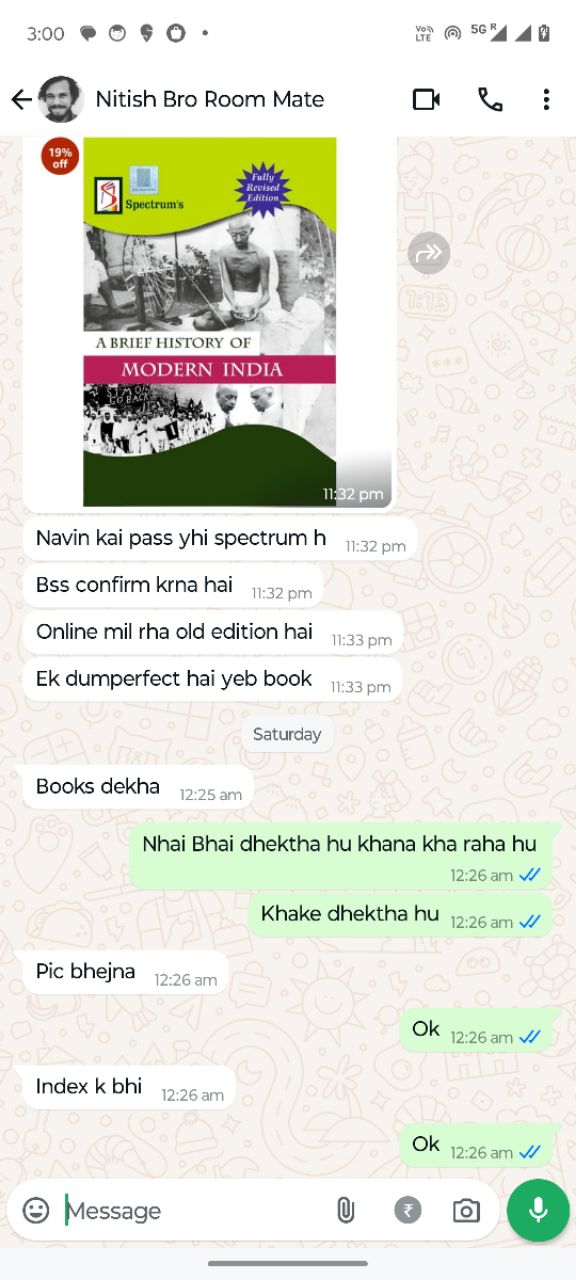 3:00
Vo))
LTE
5G R
Nitish Bro Room Mate
19%
off
Spectrum's
Fully
Revised
Edition
A BRIEF HISTORY OF
MODERN INDIA
GO BACK
11:32 pm
Navin kai pass yhi spectrum h 11:32 pm
Bss confirm krna hai 11:32 pm
Online mil rha old edition hai 11:33 pm
Ek dumperfect hai yeb book 11:33 pm
Saturday
Books dekha 12:25 am
Nhai Bhai dhektha hu khana kha raha hu
12:26 am
Khake dhektha hu 12:26 am
Pic bhejna 12:26 am
Ok 12:26 am
Index k bhi 12:26 am
Ok 12:26 am
Message
₹